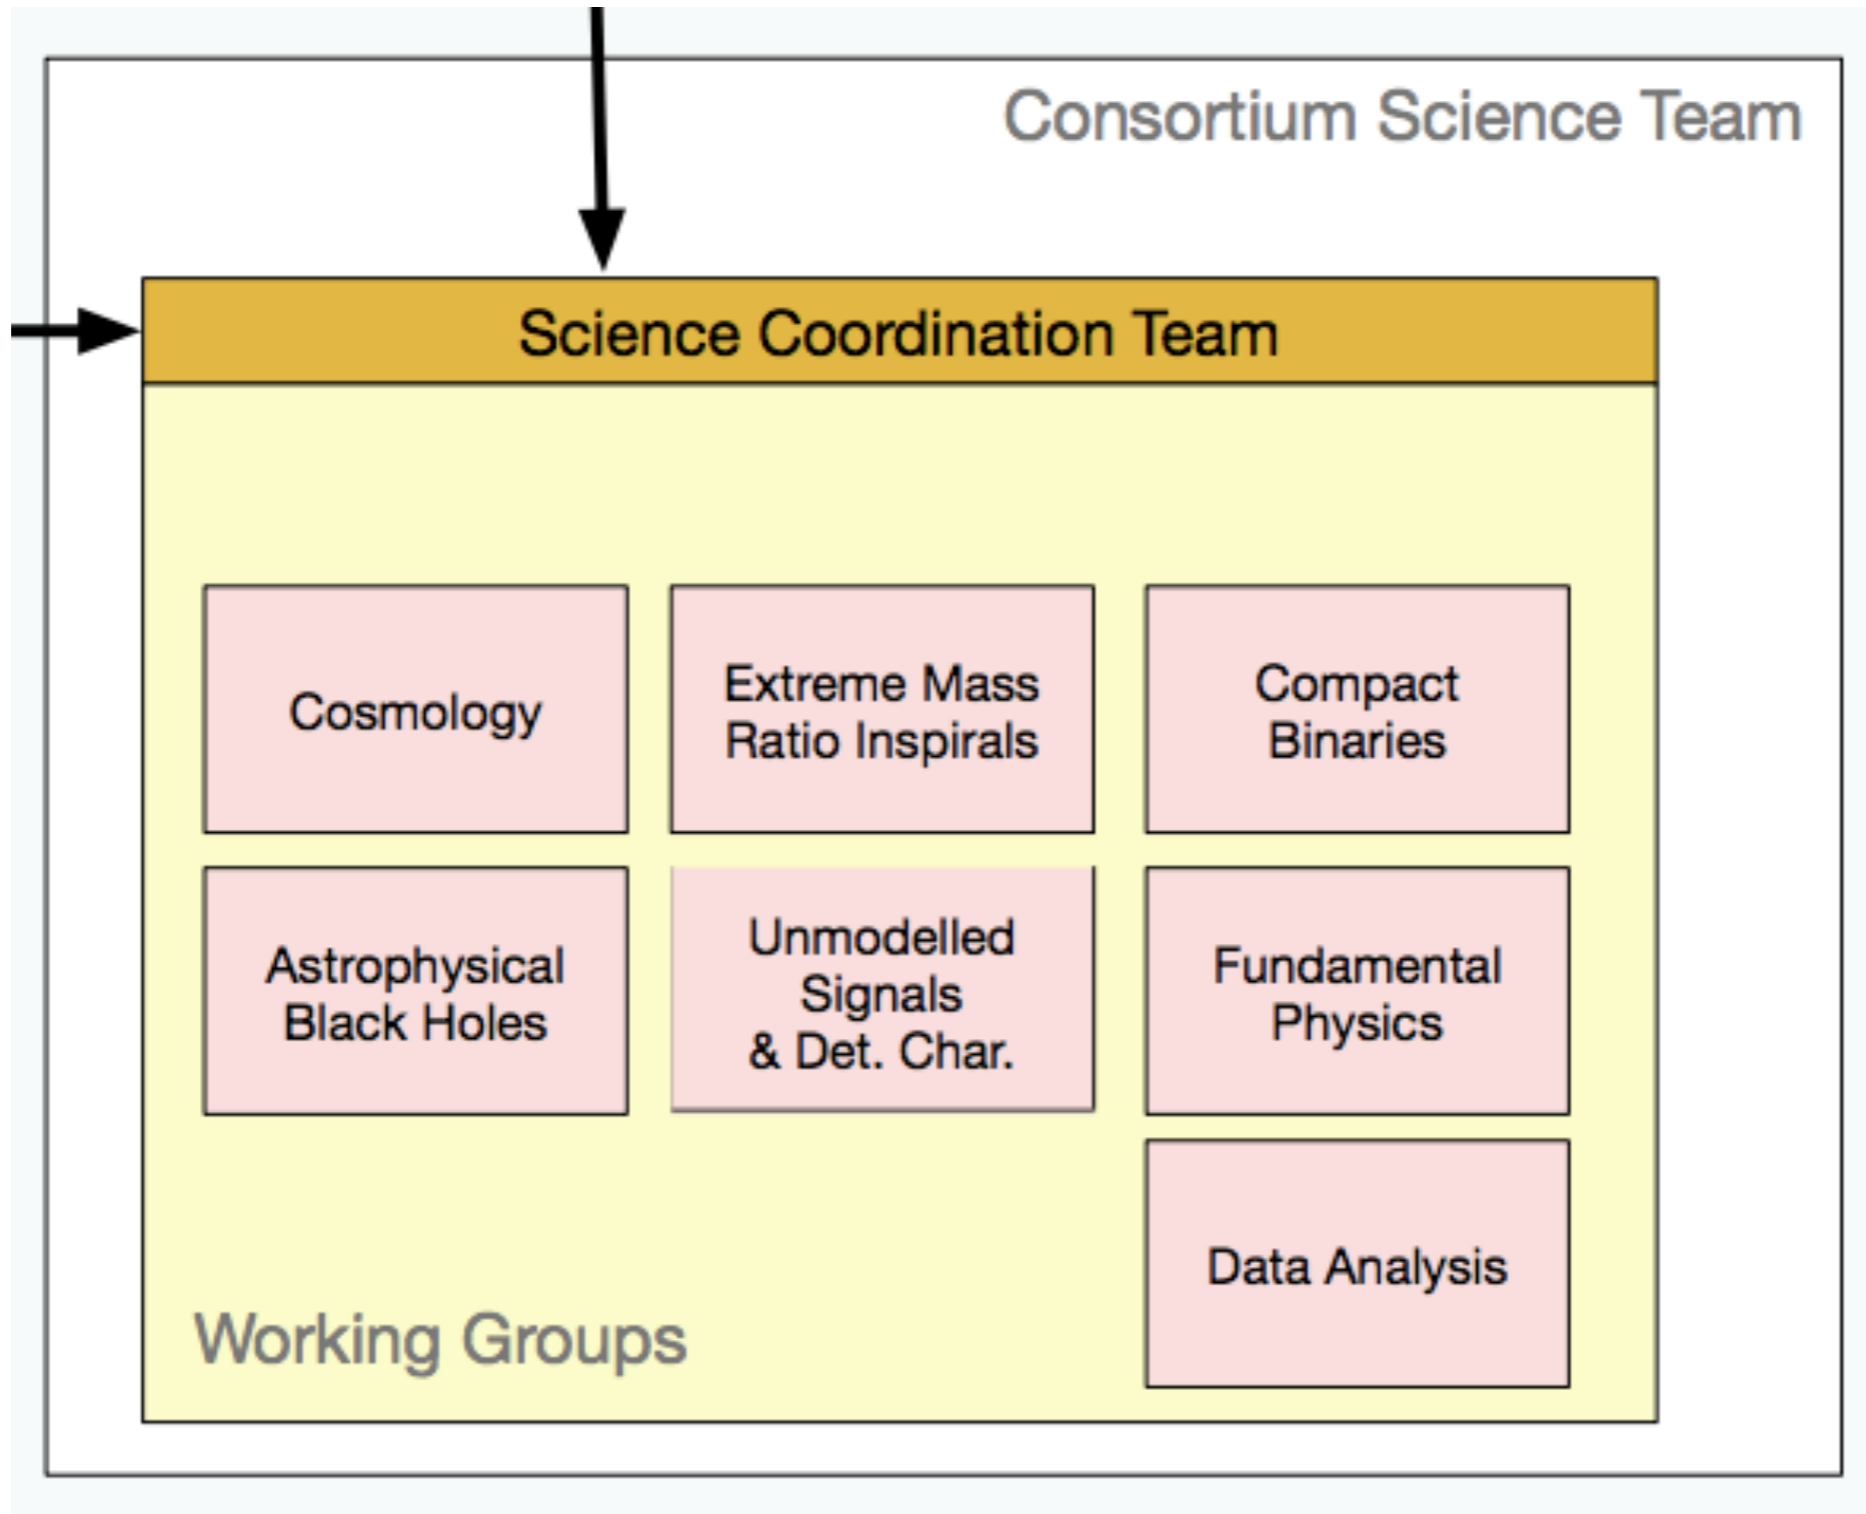 Consortium Science Team
Science Coordination Team
Cosmology
Extreme Mass
Ratio Inspirals
Compact
Binaries
Astrophysical
Black Holes
Unmodelled
Signals
& Det. Char.
Fundamental
Physics
Data Analysis
Working Groups